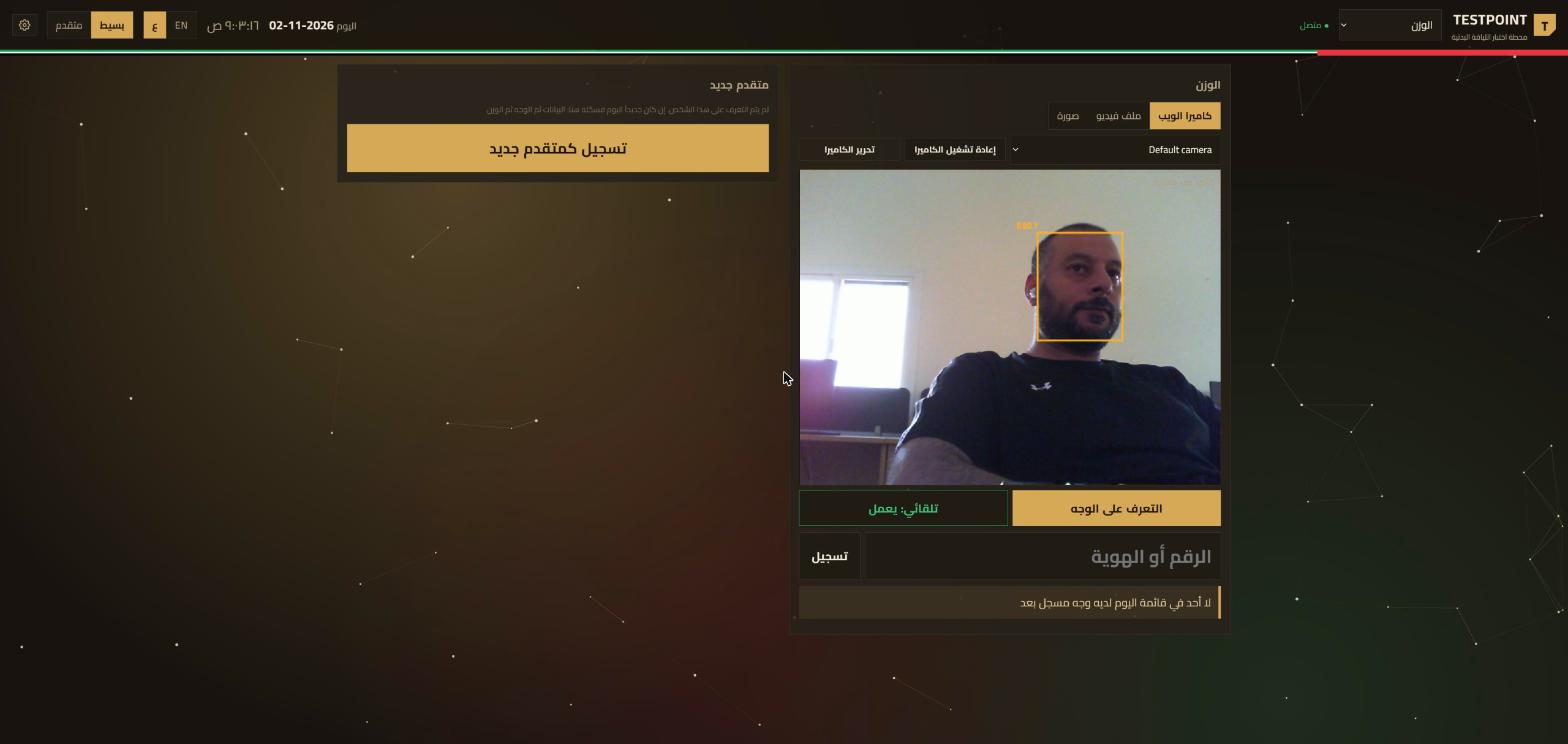 TESTPOINT
محطة اختبار اللياقة البدنية
T
الوزن
متصل
اليوم 2026-11-02 ٩:٠٣:١٦ ص
EN
ع
بسيط
متقدم
الوزن
كاميرا الويب
ملف فيديو
صورة
Default camera
إعادة تشغيل الكاميرا
تحرير الكاميرا
التعرف على الوجه
تلقائي: يعمل
الرقم أو الهوية
تسجيل
لا أحد في قائمة اليوم لديه وجه مسجل بعد
متقدم جديد
لم يتم التعرف على هذا الشخص. إن كان جديداً اليوم فسجّله هنا: البيانات ثم الوجه ثم الوزن.
تسجيل كمتقدم جديد